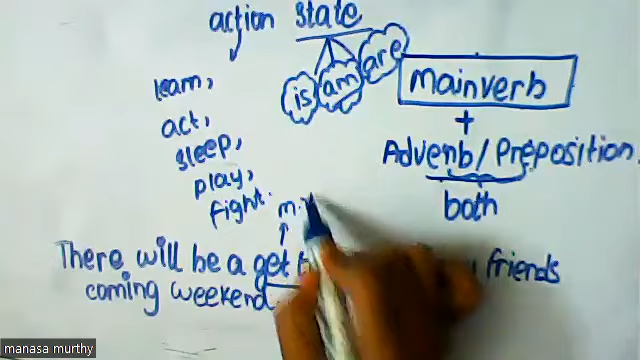 action state
is am are
mainverb
+
Adverb/Preposition.
both
learn,
act,
sleep,
play,
fight.
m.v
There will be a get friends
coming weekend
manasa murthy